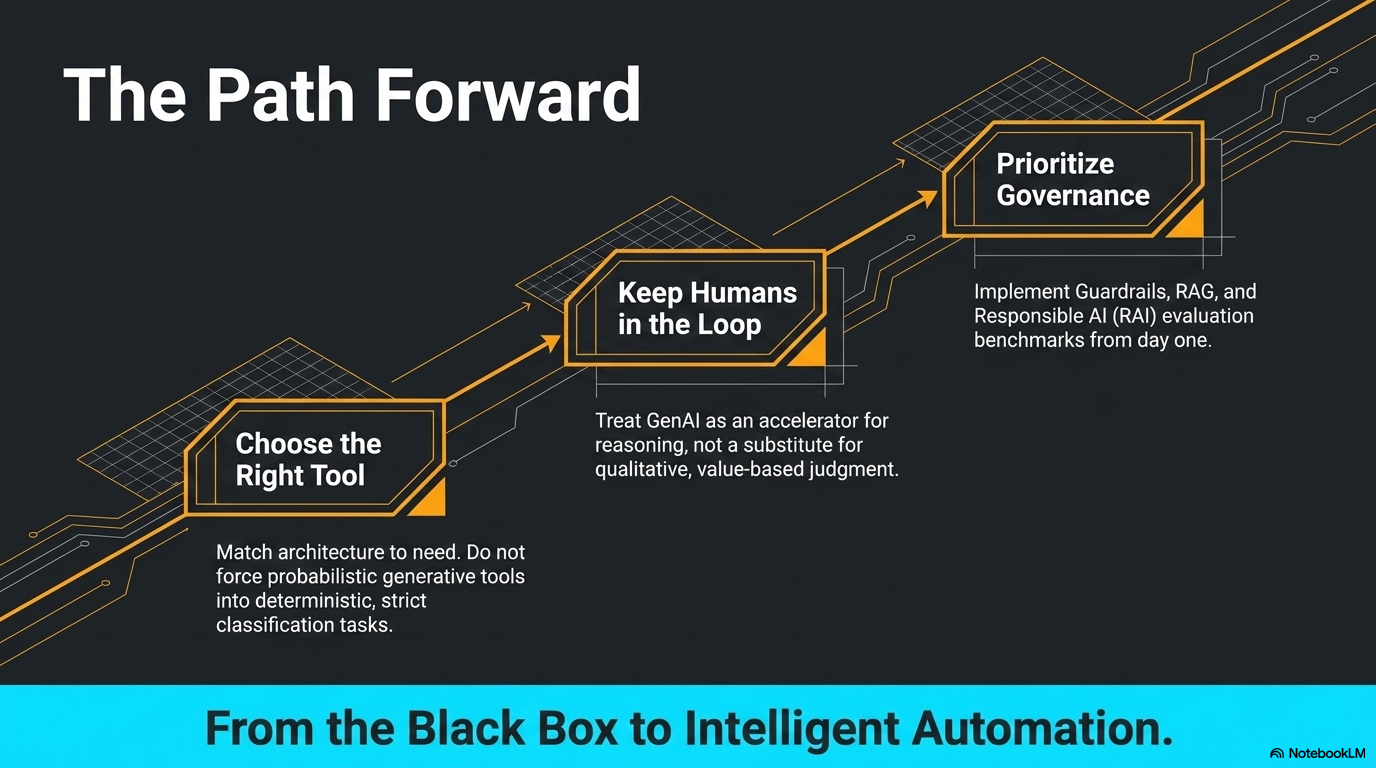 The Path Forward
Choose the
Right Tool
Match architecture to need. Do not
force probabilistic generative tools
into deterministic, strict
classification tasks.
Keep Humans
in the Loop
Treat GenAI as an accelerator for
reasoning, not a substitute for
qualitative, value-based judgment.
Prioritize
Governance
Implement Guardrails, RAG, and
Responsible AI (RAI) evaluation
benchmarks from day one.
From the Black Box to Intelligent Automation.
NotebookLM